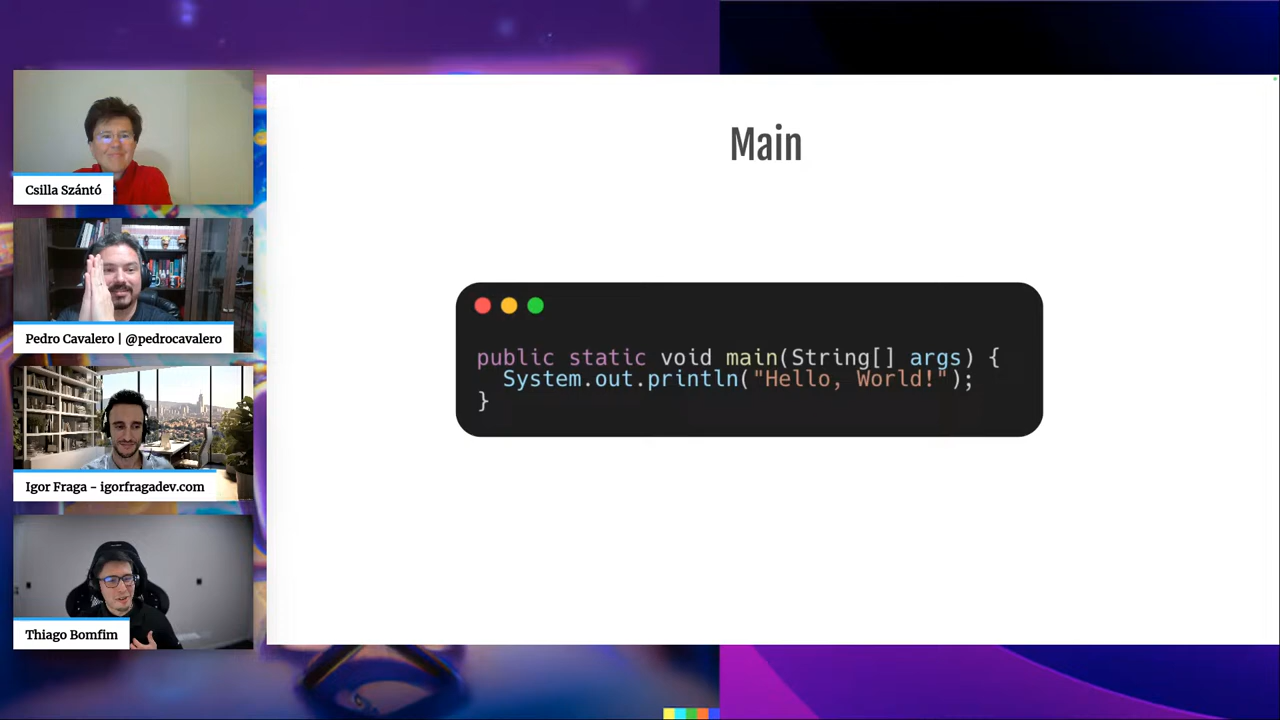 Main
public static void main(String[] args) {
System.out.println("Hello, World!");
}
Csilla Szántó
Pedro Cavalero | @pedrocavalero
Igor Fraga - igorfragadev.com
Thiago Bomfim